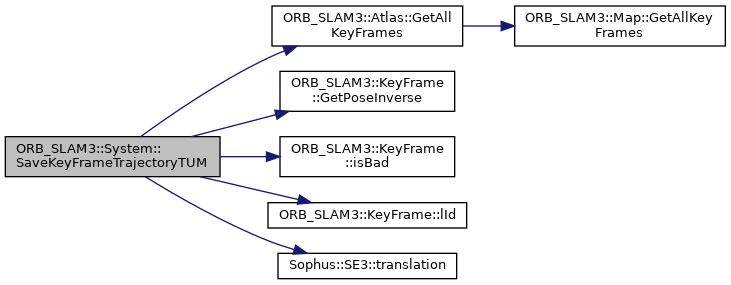 ORB_SLAM3::Atlas::GetAll
KeyFrames
ORB_SLAM3::Map::GetAllKey
Frames
ORB_SLAM3::KeyFrame
::GetPoseInverse
ORB_SLAM3::System::
SaveKeyFrameTrajectoryTUM
ORB_SLAM3::KeyFrame
::isBad
ORB_SLAM3::KeyFrame::lId
Sophus::SE3::translation